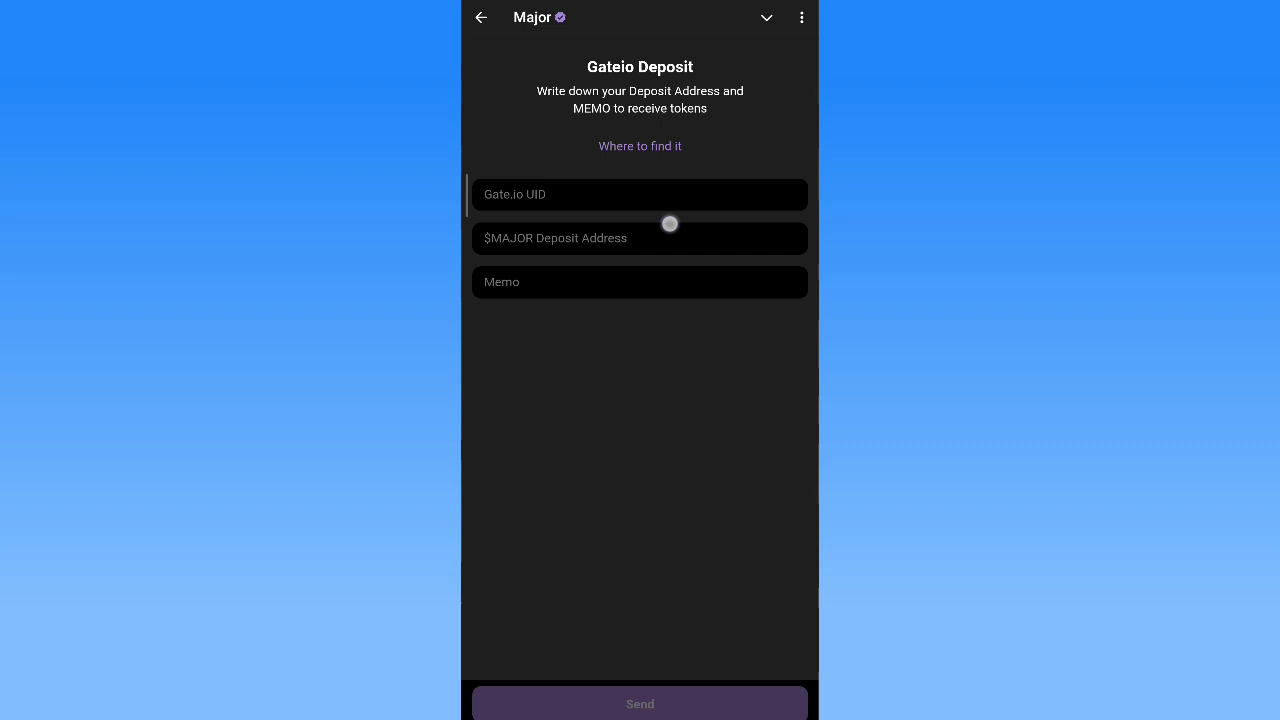 Major
Gateio Deposit
Write down your Deposit Address and
MEMO to receive tokens
Where to find it
Gate.io UID
$MAJOR Deposit Address
Memo
Send